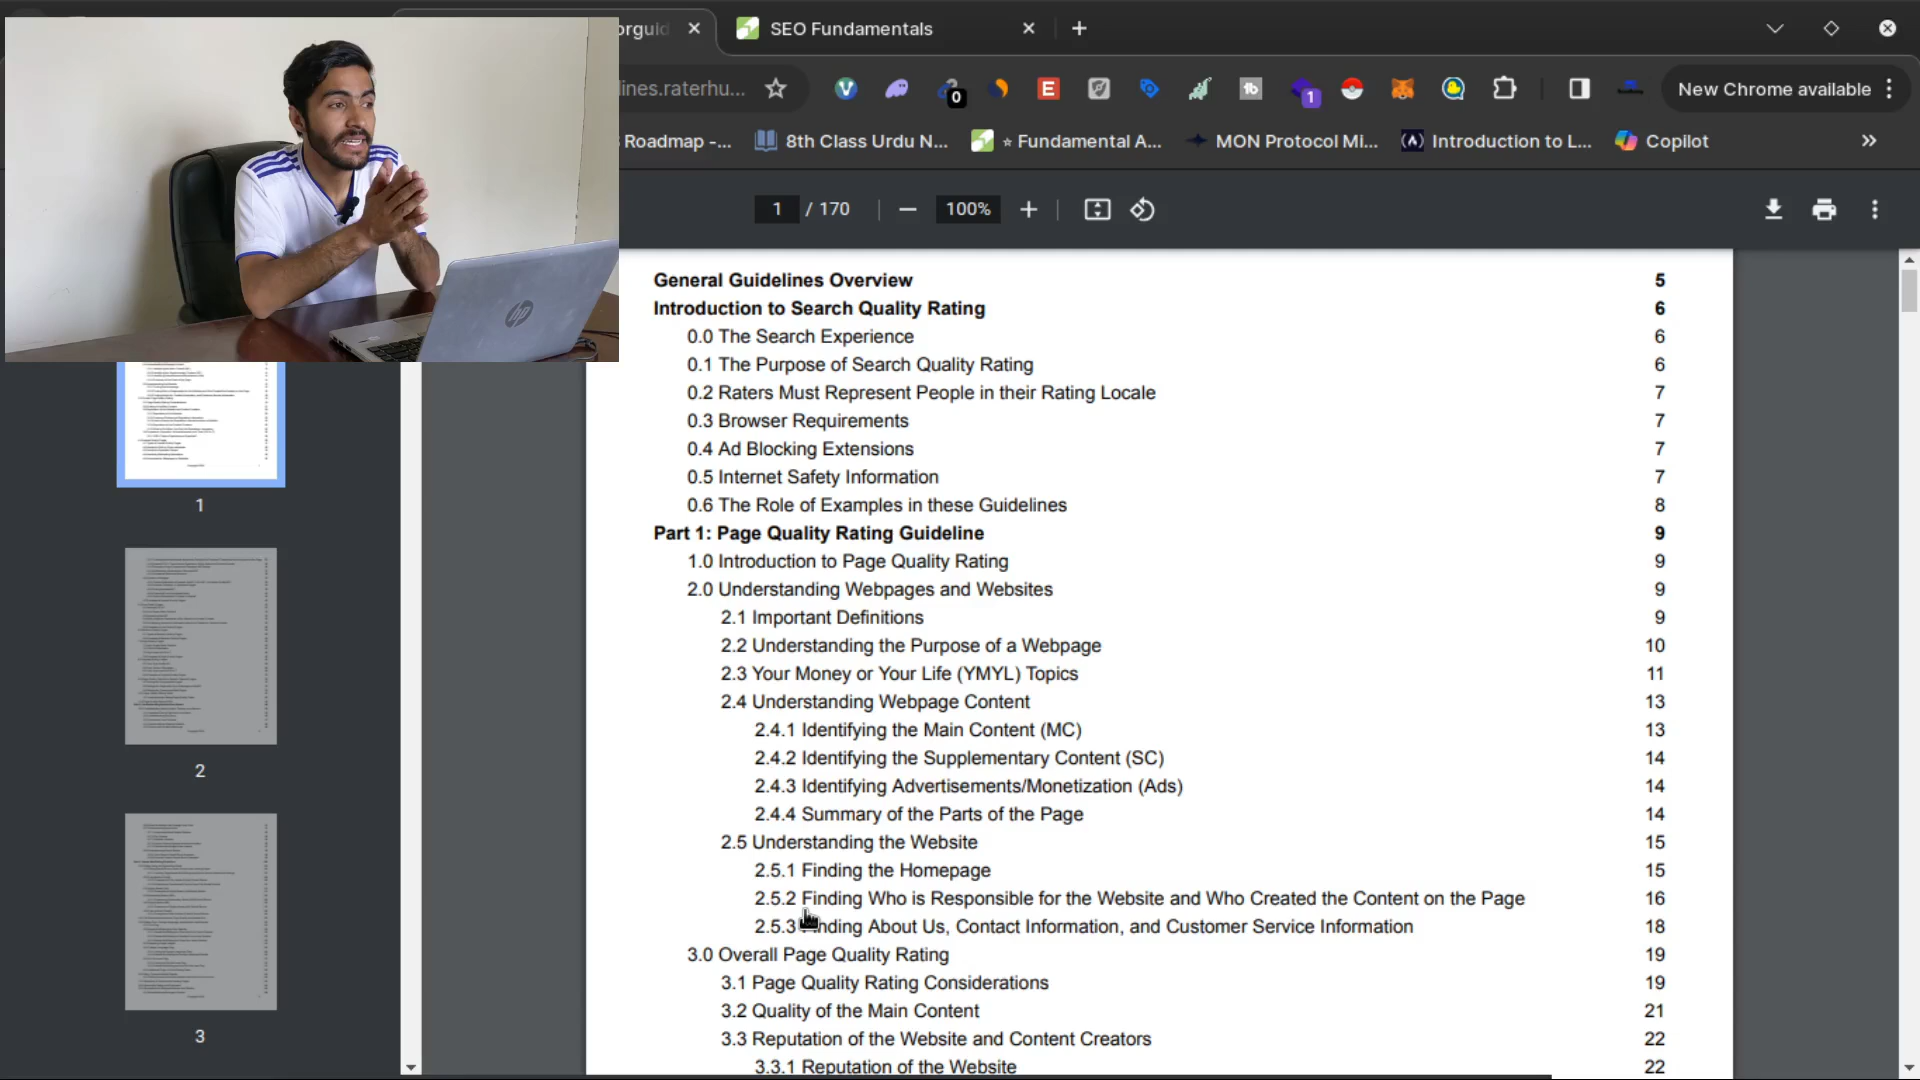 orguid
SEO Fundamentals
lines.raterhu...
0
E
tb
1
New Chrome available
Roadmap -...
8th Class Urdu N...
☆ Fundamental A...
MON Protocol Mi...
Introduction to L...
Copilot
1 / 170
100%
hp
General Guidelines Overview 5
Introduction to Search Quality Rating 6
0.0 The Search Experience 6
0.1 The Purpose of Search Quality Rating 6
0.2 Raters Must Represent People in their Rating Locale 7
0.3 Browser Requirements 7
0.4 Ad Blocking Extensions 7
0.5 Internet Safety Information 7
0.6 The Role of Examples in these Guidelines 8
Part 1: Page Quality Rating Guideline 9
1.0 Introduction to Page Quality Rating 9
2.0 Understanding Webpages and Websites 9
2.1 Important Definitions 9
2.2 Understanding the Purpose of a Webpage 10
2.3 Your Money or Your Life (YMYL) Topics 11
2.4 Understanding Webpage Content 13
2.4.1 Identifying the Main Content (MC) 13
2.4.2 Identifying the Supplementary Content (SC) 14
2.4.3 Identifying Advertisements/Monetization (Ads) 14
2.4.4 Summary of the Parts of the Page 14
2.5 Understanding the Website 15
2.5.1 Finding the Homepage 15
2.5.2 Finding Who is Responsible for the Website and Who Created the Content on the Page 16
2.5.3 Finding About Us, Contact Information, and Customer Service Information 18
3.0 Overall Page Quality Rating 19
3.1 Page Quality Rating Considerations 19
3.2 Quality of the Main Content 21
3.3 Reputation of the Website and Content Creators 22
3.3.1 Reputation of the Website 22
1
2
3